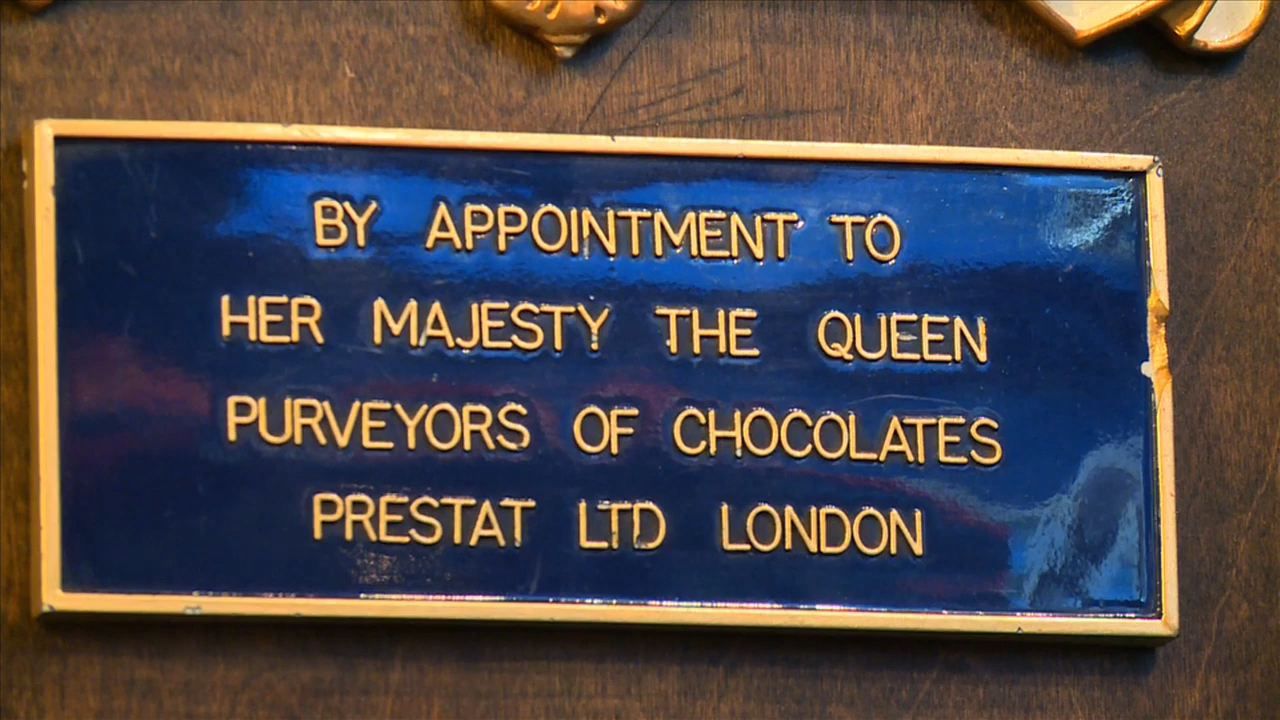 BY APPOINTMENT TO
HER MAJESTY THE QUEEN
PURVEYORS OF CHOCOLATES
PRESTAT LTD LONDON